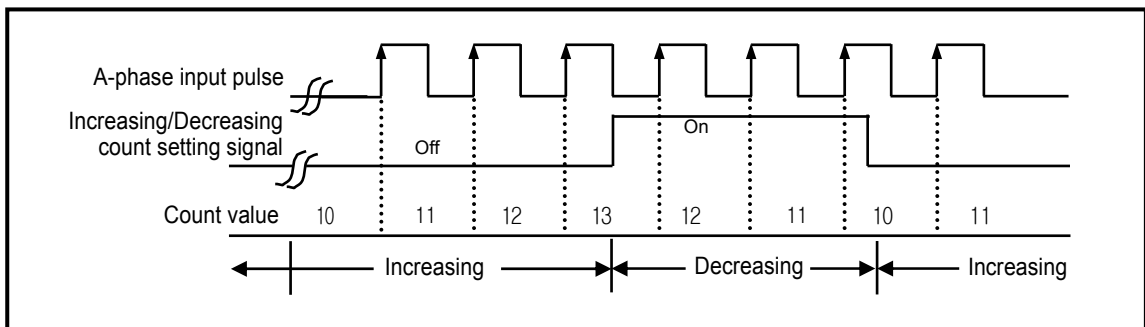 A-phase input pulse
Increasing/Decreasing
count setting signal
Off
On
Count value 10 11 12 13 12 11 10 11
Increasing Decreasing Increasing